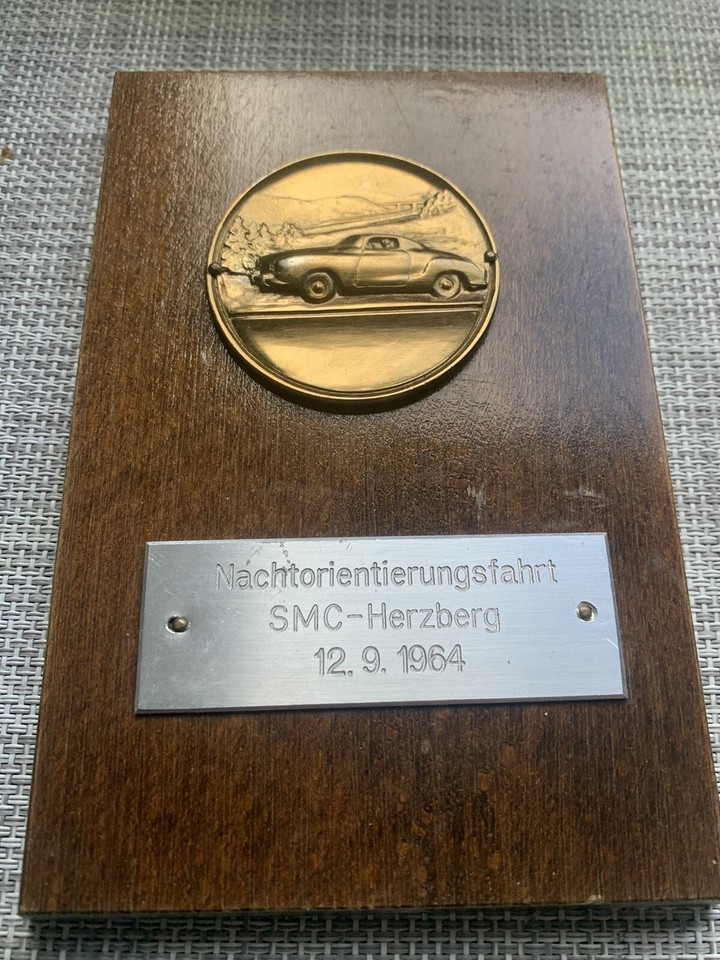 Nachtorientierungsfahrt
SMC-Herzberg
12. 9. 1964